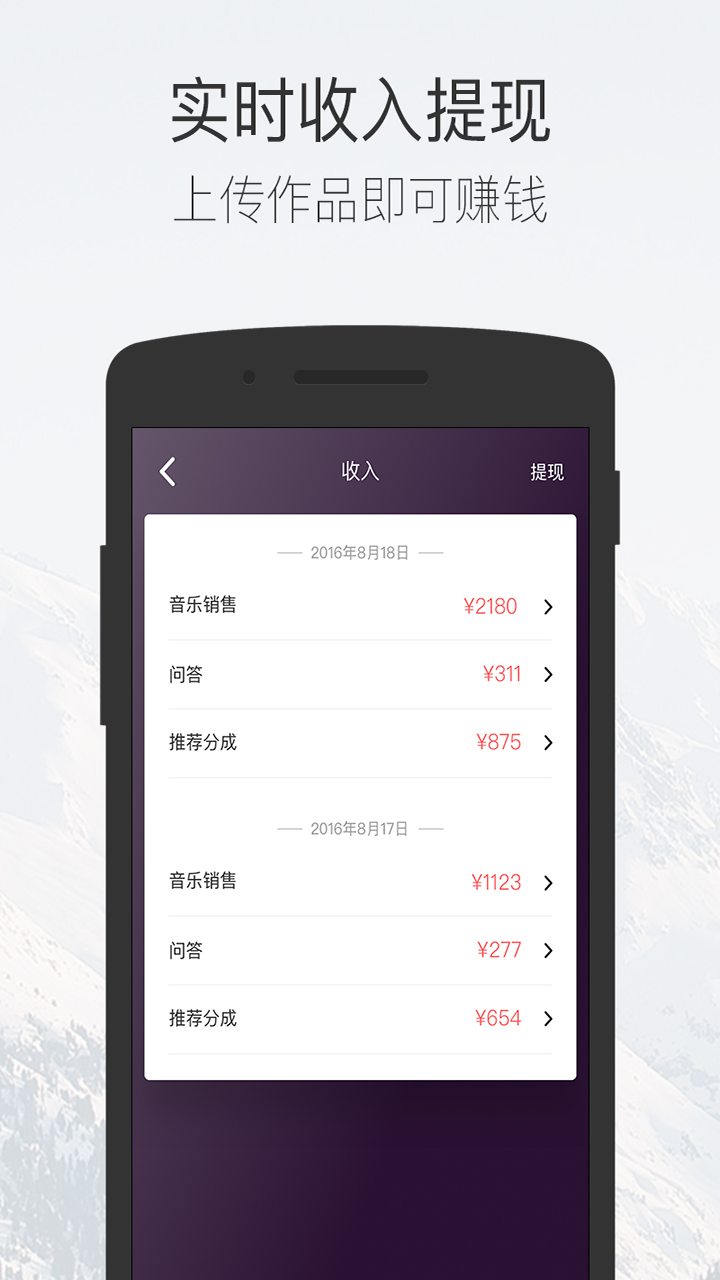 实时收入提现
上传作品即可赚钱
收入 提现
2016年8月18日
音乐销售 ¥2180
问答 ¥311
推荐分成 ¥875
2016年8月17日
音乐销售 ¥1123
问答 ¥277
推荐分成 ¥654